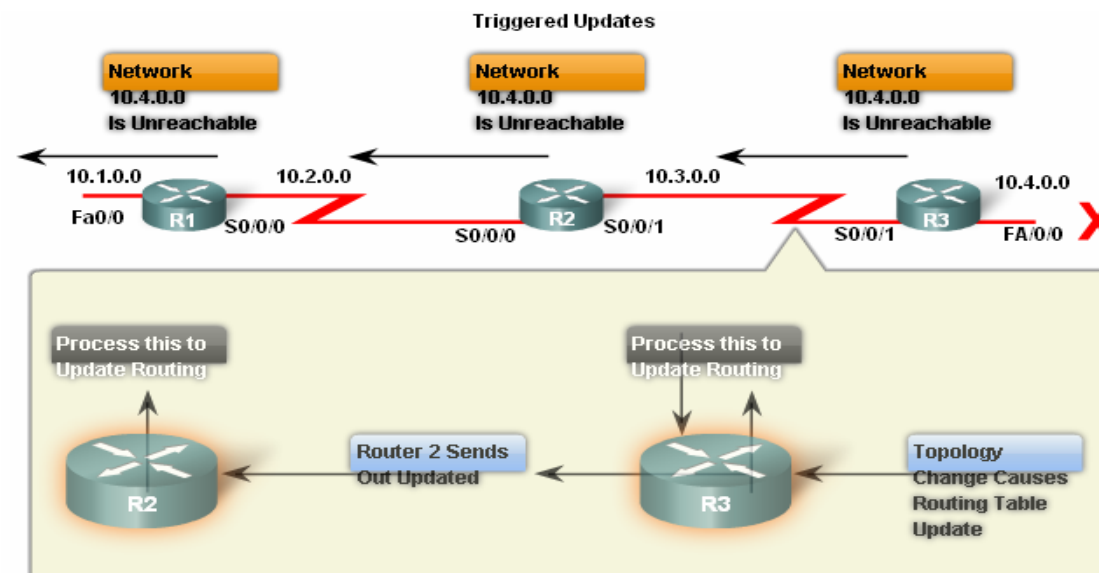 Triggered Updates
Network
10.4.0.0
Is Unreachable
Network
10.4.0.0
Is Unreachable
Network
10.4.0.0
Is Unreachable
10.1.0.0
10.2.0.0
10.3.0.0
10.4.0.0
Fa0/0
R1
S0/0/0
S0/0/0
R2
S0/0/1
S0/0/1
R3
FA/0/0
X
Process this to
Update Routing
Process this to
Update Routing
R2
Router 2 Sends
Out Updated
R3
Topology
Change Causes
Routing Table
Update